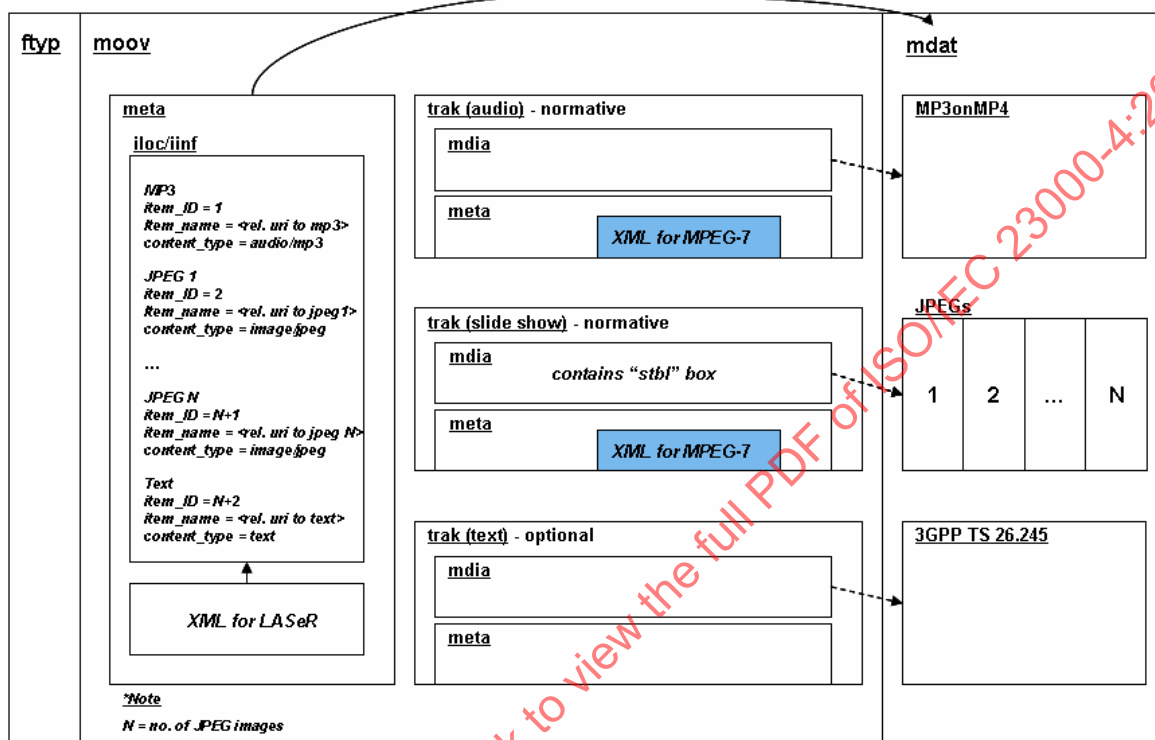 ftyp
moov
mdat
meta
iloc/iinf
MP3
item_ID = 1
Item_name = <rel. uri to mp3>
content_type = audio/mp3
JPEG 1
item_ID = 2
Item_name = <rel. uri to jpeg1>
content_type = image/jpeg
...
JPEG N
item_ID = N+1
item_name = <rel. uri to jpeg N>
content_type = image/jpeg
Text
item_ID = N+2
item_name = <rel. uri to text>
content_type = text
XML for LASeR
*Note
N = no. of JPEG images
trak (audio) - normative
mdia
meta
XML for MPEG-7
trak (slide show) - normative
mdia
contains “stbl” box
meta
XML for MPEG-7
trak (text) - optional
mdia
meta
MP3onMP4
JPEGs
1 2 ... N
3GPP TS 26.245
to view the full PDF of ISO/IEC 23000-4: